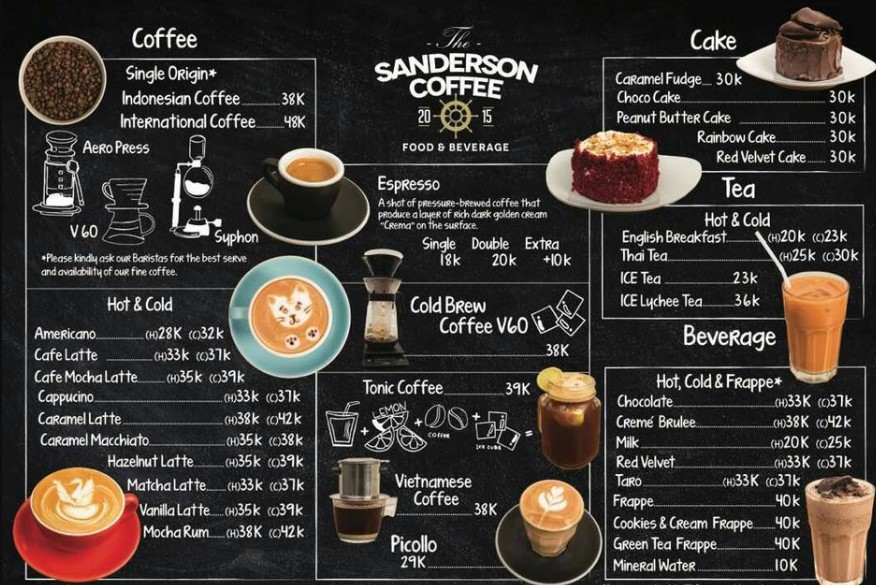 Coffee
Single Origin*
Indonesian Coffee 38K
International Coffee 48K
Aero Press
V 60
Syphon
*Please kindly ask our Baristas for the best serve
and availability of our fine coffee.
Hot & Cold
Americano (H)28K (C)32k
Cafe Latte (H)33k (C)37k
Cafe Mocha Latte (H)35k (C)39k
Cappucino (H)33k (C)37k
Caramel Latte (H)38k (C)42k
Caramel Macchiato (H)35k (C)38k
Hazelnut Latte (H)35k (C)39k
Matcha Latte (H)33k (C)37k
Vanilla Latte (H)35k (C)39k
Mocha Rum (H)38K (C)42k
- The -
SANDERSON
COFFEE
20 15
FOOD & BEVERAGE
Espresso
A shot of pressure-brewed coffee that
produce a layer of rich dark golden cream
"Crema" on the surface.
Single Double Extra
18k 20k +10k
Cold Brew
Coffee V60
38K
Tonic Coffee 39K
LEMON
+ + + =
COFFEE
ICE CUBE
Vietnamese
Coffee
38K
Picollo
29K
Cake
Caramel Fudge 30k
Choco Cake 30k
Peanut Butter Cake 30k
Rainbow Cake 30k
Red Velvet Cake 30k
Tea
Hot & Cold
English Breakfast (H)20k (C)23k
Thai Tea (H)25k (C)30k
ICE Tea 23k
ICE Lychee Tea 36k
Beverage
Hot, Cold & Frappe*
Chocolate (H)33K (C)37k
Cremé Brulee (H)38K (C)42k
Milk (H)20K (C)25k
Red Velvet (H)33K (C)37k
Taro (H)33K (C)37k
Frappe 40k
Cookies & Cream Frappe 40k
Green Tea Frappe 40K
Mineral Water 10K